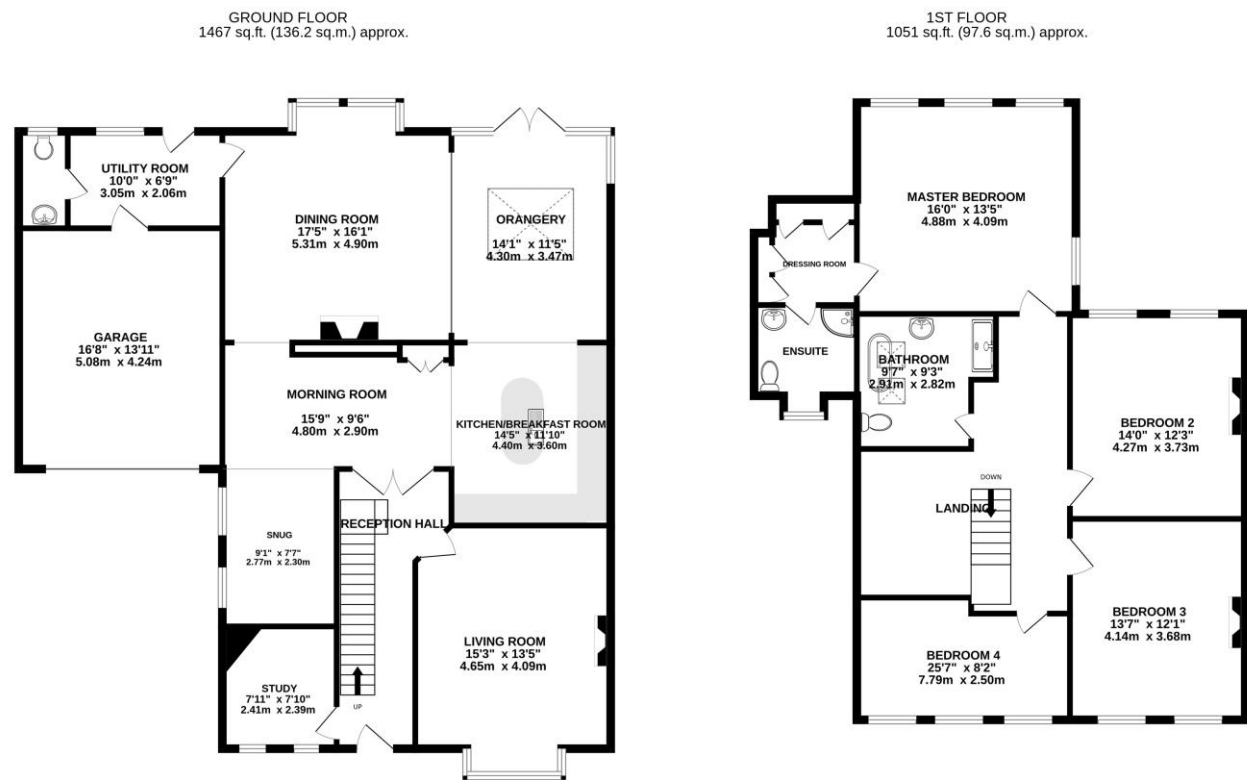 GROUND FLOOR
1467 sq.ft. (136.2 sq.m.) approx.
UTILITY ROOM
10'0" x 6'9"
3.05m x 2.06m
DINING ROOM
17'5" x 16'1"
5.31m x 4.90m
ORANGERY
14'1" x 11'5"
4.30m x 3.47m
GARAGE
16'8" x 13'11"
5.08m x 4.24m
MORNING ROOM
15'9" x 9'6"
4.80m x 2.90m
KITCHEN/BREAKFAST ROOM
14'5" x 11'10"
4.40m x 3.60m
RECEPTION HALL
SNUG
9'1" x 7'7"
2.77m x 2.30m
LIVING ROOM
15'3" x 13'5"
4.65m x 4.09m
STUDY
7'11" x 7'10"
2.41m x 2.39m
UP
1ST FLOOR
1051 sq.ft. (97.6 sq.m.) approx.
MASTER BEDROOM
16'0" x 13'5"
4.88m x 4.09m
DRESSING ROOM
ENSUITE
BATHROOM
9'7" x 9'3"
2.91m x 2.82m
BEDROOM 2
14'0" x 12'3"
4.27m x 3.73m
DOWN
LANDING
BEDROOM 3
13'7" x 12'1"
4.14m x 3.68m
BEDROOM 4
25'7" x 8'2"
7.79m x 2.50m